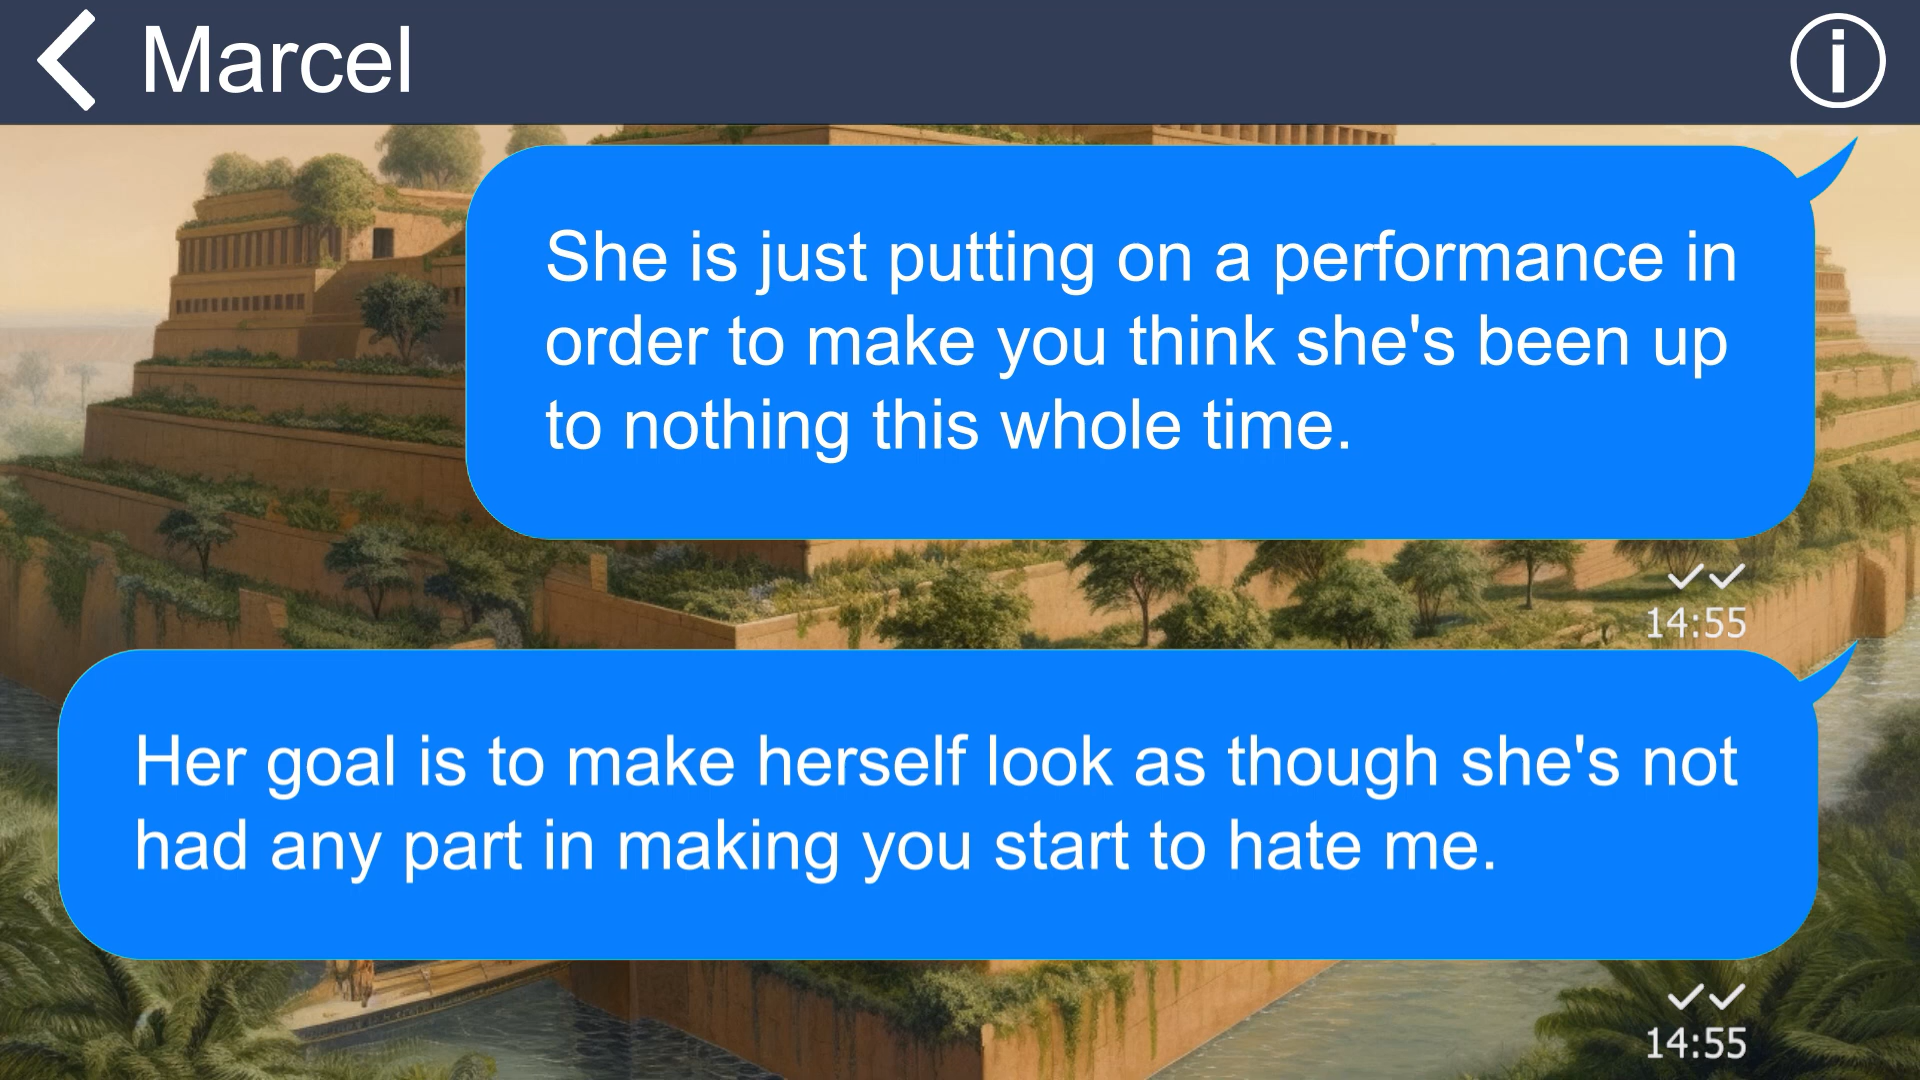 Marcel
She is just putting on a performance in
order to make you think she's been up
to nothing this whole time.
14:55
Her goal is to make herself look as though she's not
had any part in making you start to hate me.
14:55